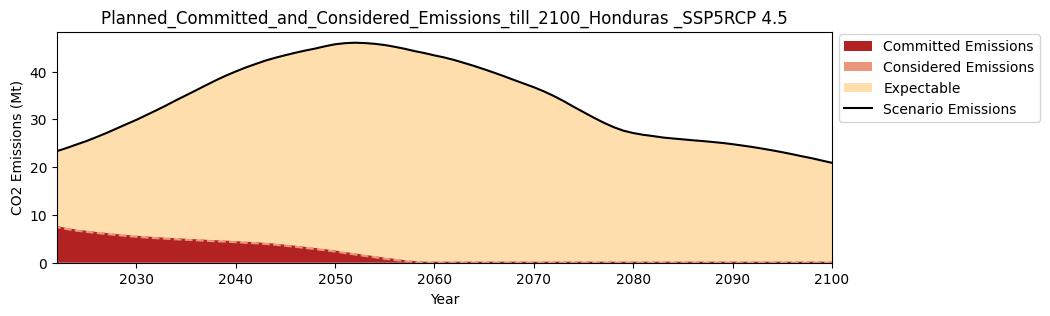 Planned_Committed_and_Considered_Emissions_till_2100_Honduras _SSP5RCP 4.5
Committed Emissions
Considered Emissions
Expectable
Scenario Emissions
CO2 Emissions (Mt)
40
30
20
10
0
2030 2040 2050 2060 2070 2080 2090 2100
Year